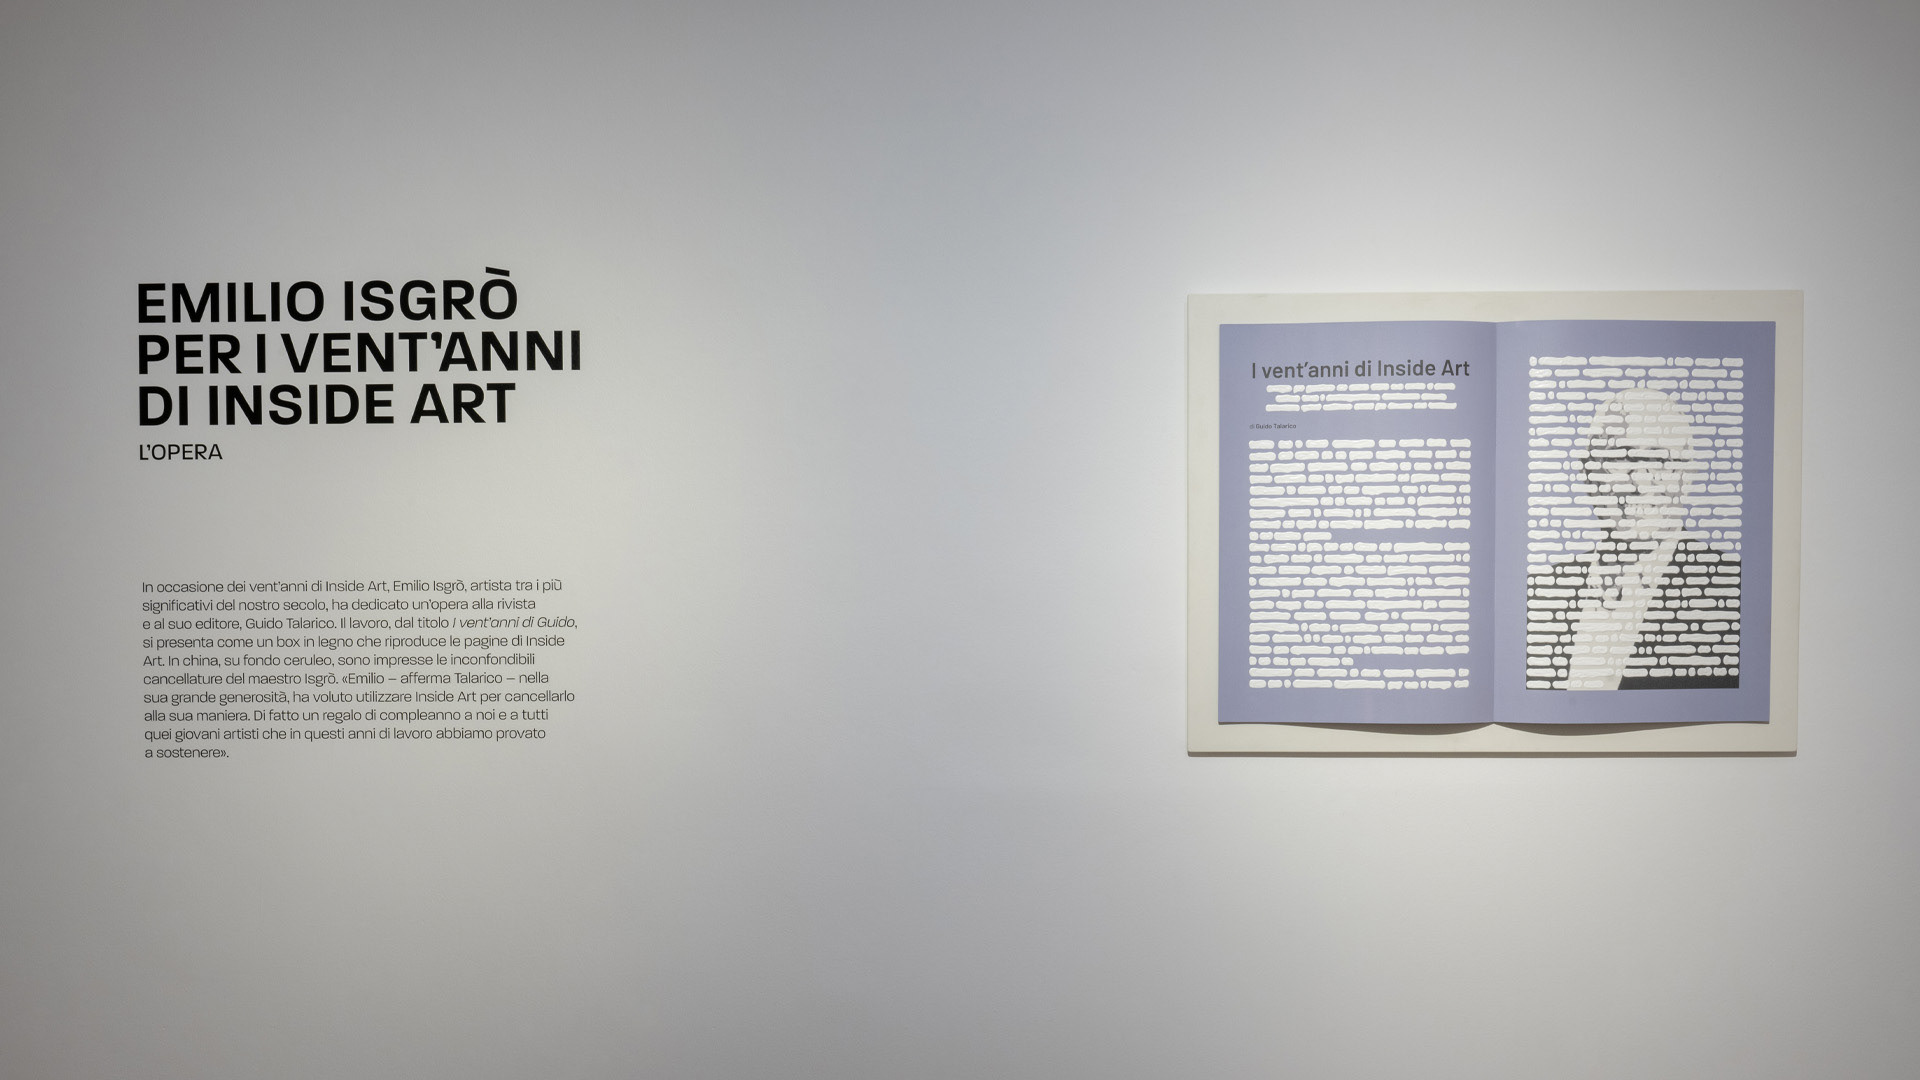 EMILIO ISGRÒ
PER I VENT'ANNI
DI INSIDE ART
L'OPERA
In occasione dei vent'anni di Inside Art, Emilio Isgrò, artista tra i più
significativi del nostro secolo, ha dedicato un'opera alla rivista
e al suo editore, Guido Talarico. Il lavoro, dal titolo I vent'anni di Guido,
si presenta come un box in legno che riproduce le pagine di Inside
Art. In china, su fondo ceruleo, sono impresse le inconfondibili
cancellature del maestro Isgrò. «Emilio – afferma Talarico – nella
sua grande generosità, ha voluto utilizzare Inside Art per cancellarlo
alla sua maniera. Di fatto un regalo di compleanno a noi e a tutti
quei giovani artisti che in questi anni di lavoro abbiamo provato
a sostenere».
I vent'anni di Inside Art
di Guido Talarico